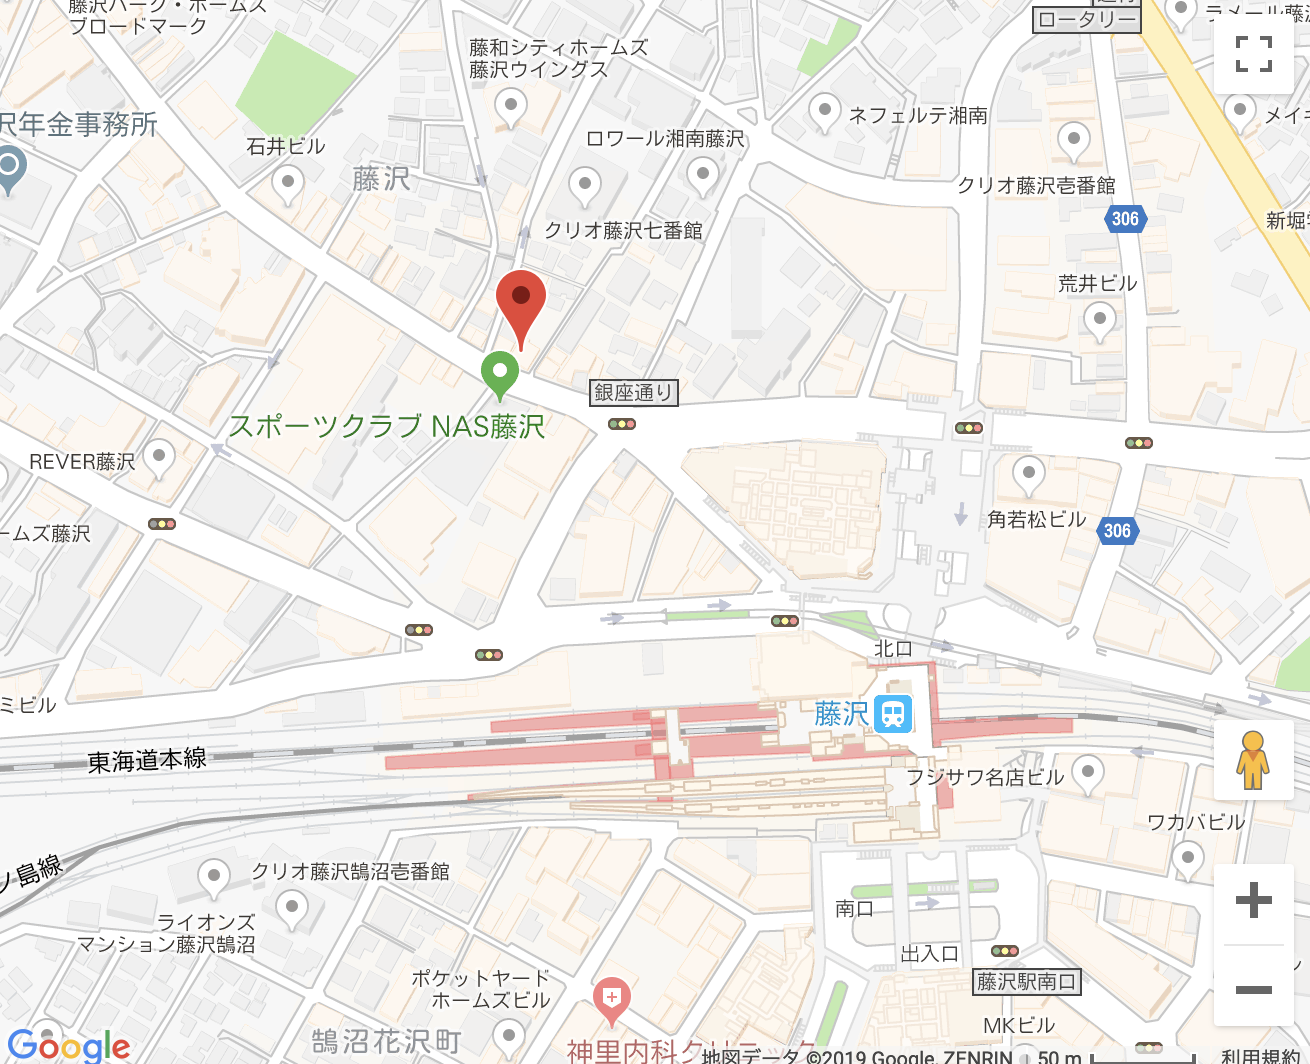 藤沢パーク・ホームズ
ブロードマーク
ロータリー
藤和シティホームズ
藤沢ウイングス
沢年金事務所
石井ビル
藤沢
ロワール湘南藤沢
ネフェルテ湘南
クリオ藤沢壱番館
クリオ藤沢七番館
306
荒井ビル
銀座通り
スポーツクラブ NAS藤沢
REVER藤沢
ームズ藤沢
角若松ビル
306
北口
ミビル
藤沢
東海道本線
フジサワ名店ビル
ワカバビル
ノ島線
クリオ藤沢鵠沼壱番館
ライオンズ
マンション藤沢鵠沼
南口
出入口
ポケットヤード
ホームズビル
藤沢駅南口
MKビル
鵠沼花沢町
神里内科クリニック
Google
地図データ ©2019 Google, ZENRIN
50 m
利用規約